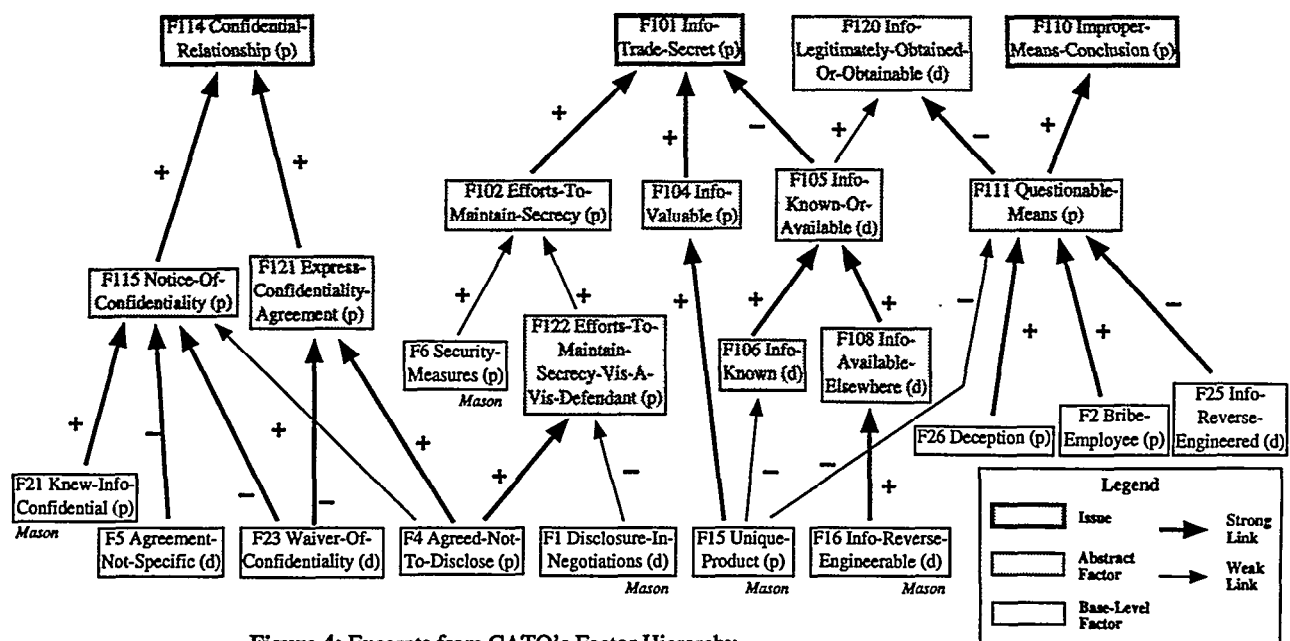 F114 Confidential-
Relationship (p)
F101 Info-
Trade-Secret (p)
F120 Info-
Legitimately-Obtained-
Or-Obtainable (d)
F110 Improper-
Means-Conclusion (p)
+
+
+
+
−
+
−
+
F102 Efforts-To-
Maintain-Secrecy (p)
F104 Info-
Valuable (p)
F105 Info-
Known-Or-
Available (d)
F111 Questionable-
Means (p)
F115 Notice-Of-
Confidentiality (p)
F121 Express-
Confidentiality-
Agreement (p)
+
+
+
+
+
−
+
+
−
F6 Security-
Measures (p)
Mason
F122 Efforts-To-
Maintain-
Secrecy-Vis-A-
Vis-Defendant (p)
F106 Info-
Known (d)
F108 Info-
Available-
Elsewhere (d)
F26 Deception (p)
F2 Bribe-
Employee (p)
F25 Info-
Reverse-
Engineered (d)
+
−
+
−
−
+
+
−
−
−
+
F21 Knew-Info-
Confidential (p)
Mason
F5 Agreement-
Not-Specific (d)
F23 Waiver-Of-
Confidentiality (d)
F4 Agreed-Not-
To-Disclose (p)
F1 Disclosure-In-
Negotiations (d)
Mason
F15 Unique-
Product (p)
Mason
F16 Info-Reverse-
Engineerable (d)
Mason
Legend
Issue
Strong
Link
Abstract
Factor
Weak
Link
Base-Level
Factor
Figure 4: Excerpts from CATO's Factor Hierarchy